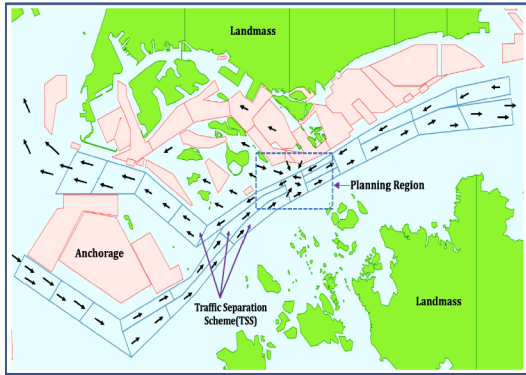 Landmass
Planning
Region
Anchorage
Traffic Separation
Scheme(TSS)
Landmass